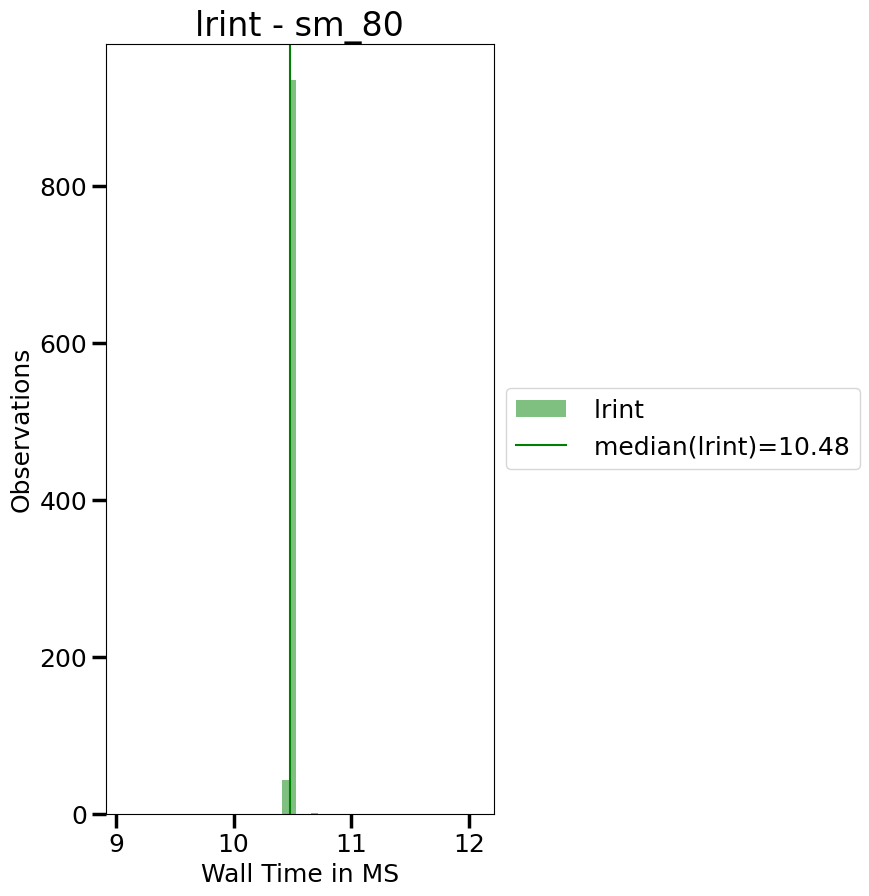 lrint - sm_80
Observations
800
600
400
200
0
9 10 11 12
Wall Time in MS
lrint
median(lrint)=10.48